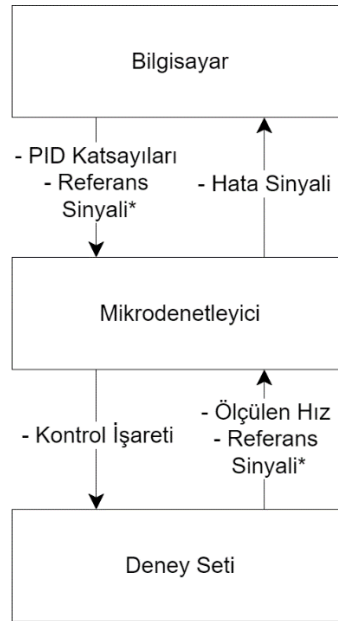 Bilgisayar
- PID Katsayıları
- Referans
Sinyali*
- Hata Sinyali
Mikrodenetleyici
- Kontrol İşareti
- Ölçülen Hız
- Referans
Sinyali*
Deney Seti